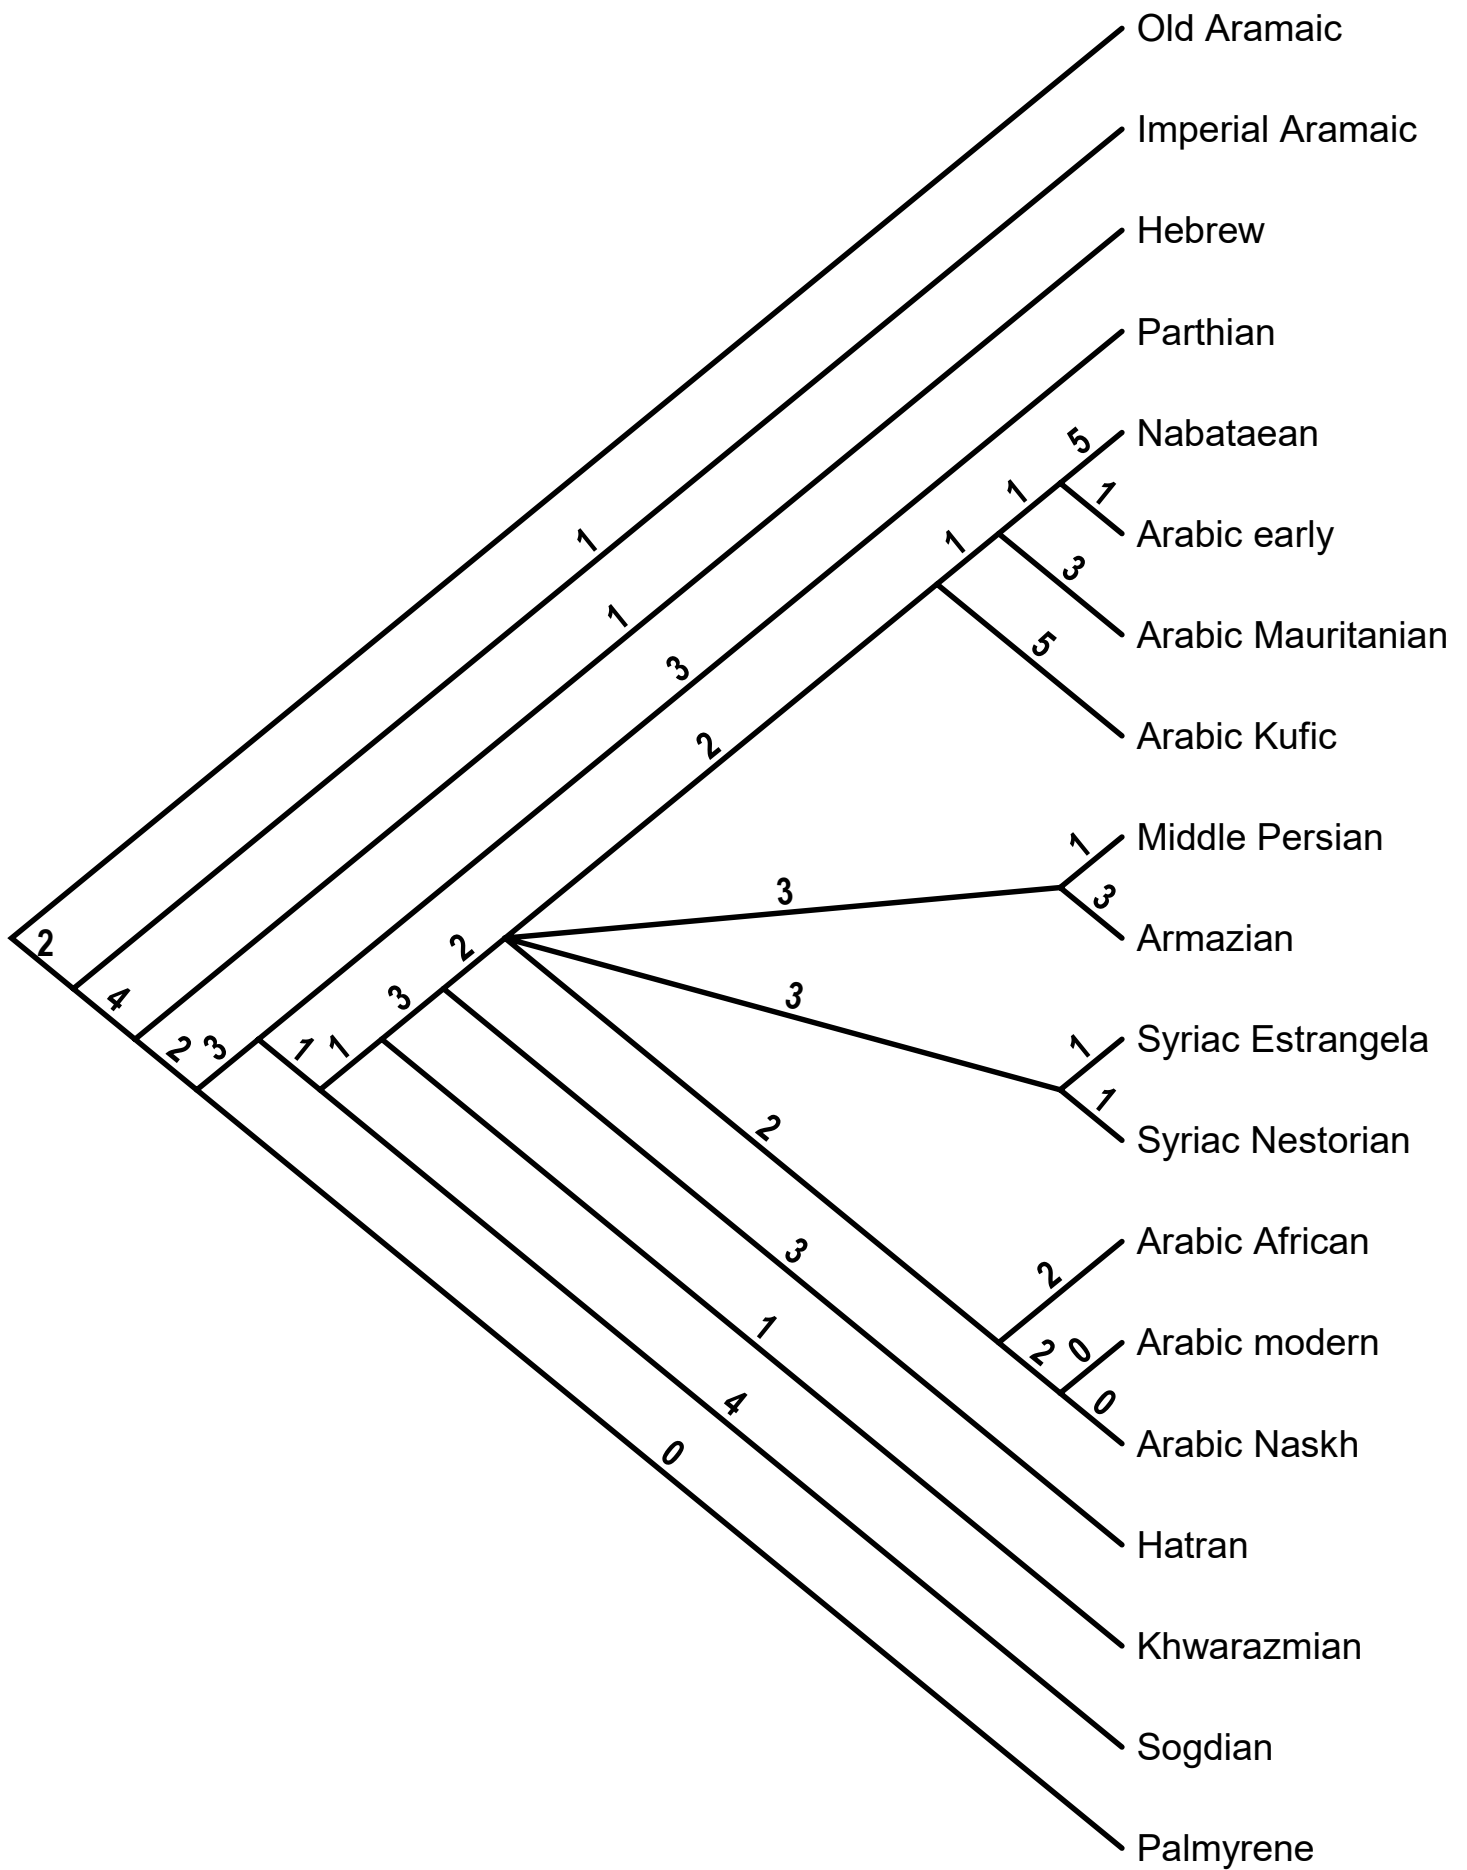 Old Aramaic
Imperial Aramaic
Hebrew
Parthian
5
Nabataean
1
1
1
Arabic early
1
3
1
Arabic Mauritanian
3
5
2
Arabic Kufic
1
Middle Persian
3
3
2
2
Armazian
3
4
3
1
Syriac Estrangela
2
3
1
1
1
Syriac Nestorian
2
3
2
Arabic African
1
2
0
Arabic modern
4
0
0
Arabic Naskh
Hatran
Khwarazmian
Sogdian
Palmyrene